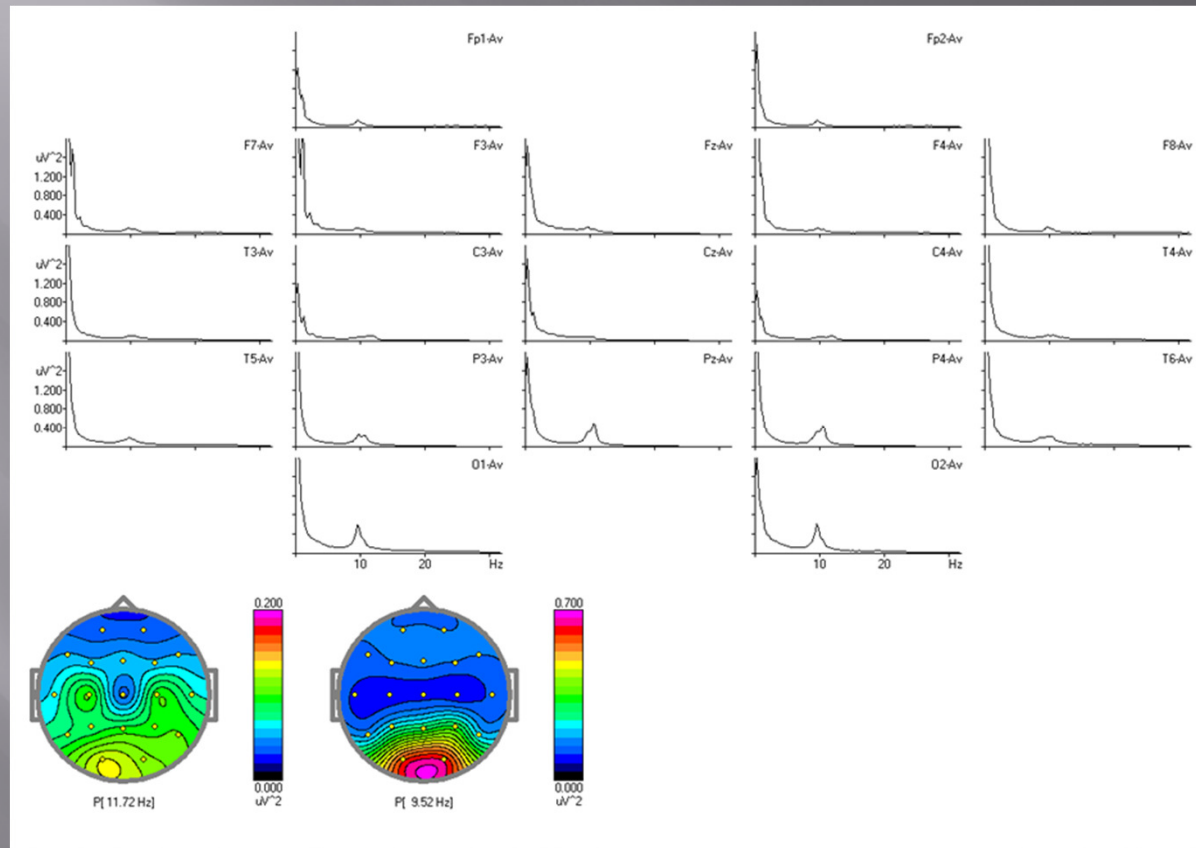 Fp1-Av Fp2-Av
F7-Av F3-Av Fz-Av F4-Av F8-Av
uV^2
1.200
0.800
0.400
T3-Av C3-Av Cz-Av C4-Av T4-Av
uV^2
1.200
0.800
0.400
T5-Av P3-Av Pz-Av P4-Av T6-Av
uV^2
1.200
0.800
0.400
O1-Av O2-Av
10 20 Hz 10 20 Hz
0.200 0.700
0.000 0.000
uV^2 uV^2
P[ 11.72 Hz] P[ 9.52 Hz]